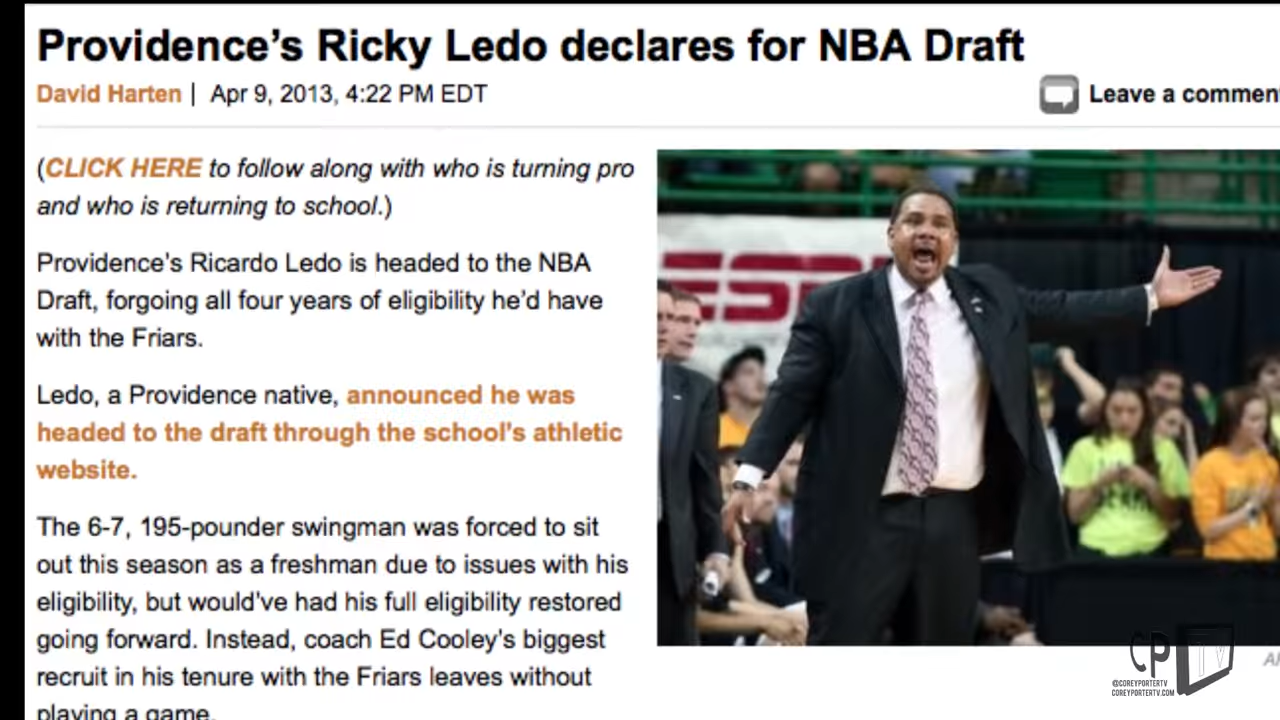 Providence’s Ricky Ledo declares for NBA Draft
David Harten | Apr 9, 2013, 4:22 PM EDT
Leave a commen
(CLICK HERE to follow along with who is turning pro
and who is returning to school.)
Providence’s Ricardo Ledo is headed to the NBA
Draft, forgoing all four years of eligibility he’d have
with the Friars.
Ledo, a Providence native, announced he was
headed to the draft through the school’s athletic
website.
The 6-7, 195-pounder swingman was forced to sit
out this season as a freshman due to issues with his
eligibility, but would’ve had his full eligibility restored
going forward. Instead, coach Ed Cooley’s biggest
recruit in his tenure with the Friars leaves without
playing a game.
CP TV
@COREYPORTERTV
COREYPORTERTV.COM